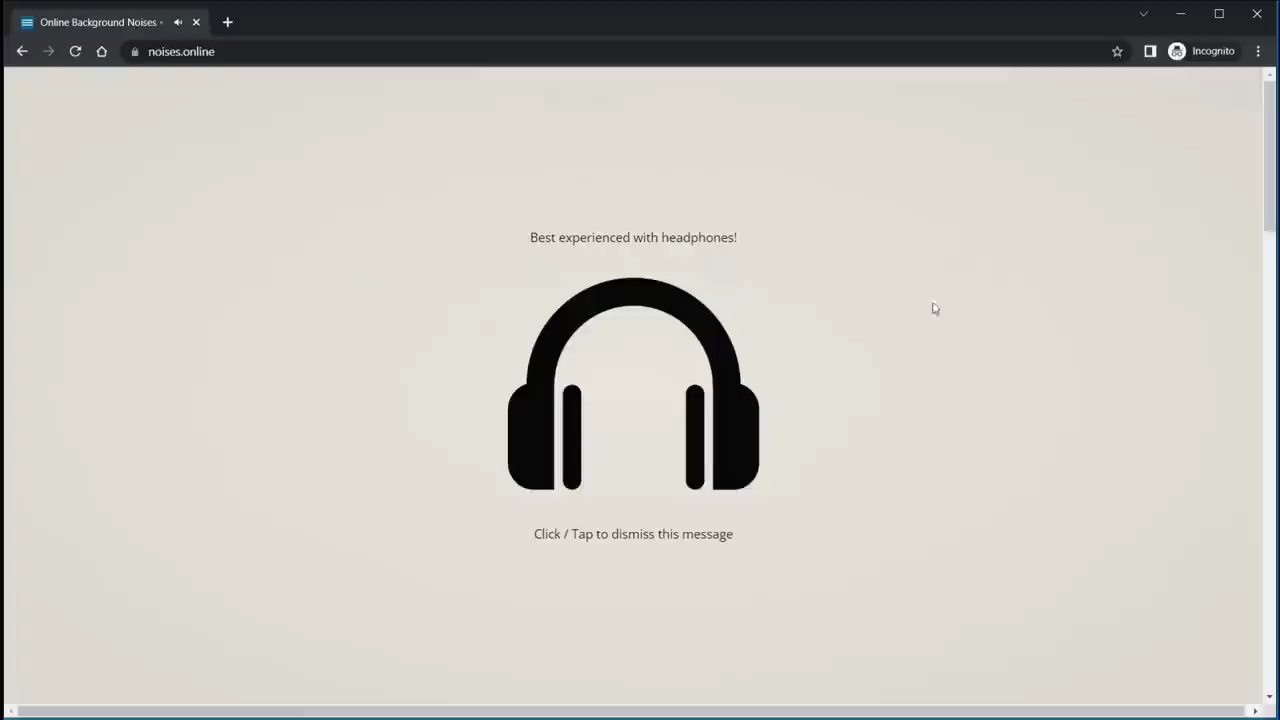 Online Background Noises
noises.online
Incognito
Best experienced with headphones!
Click / Tap to dismiss this message